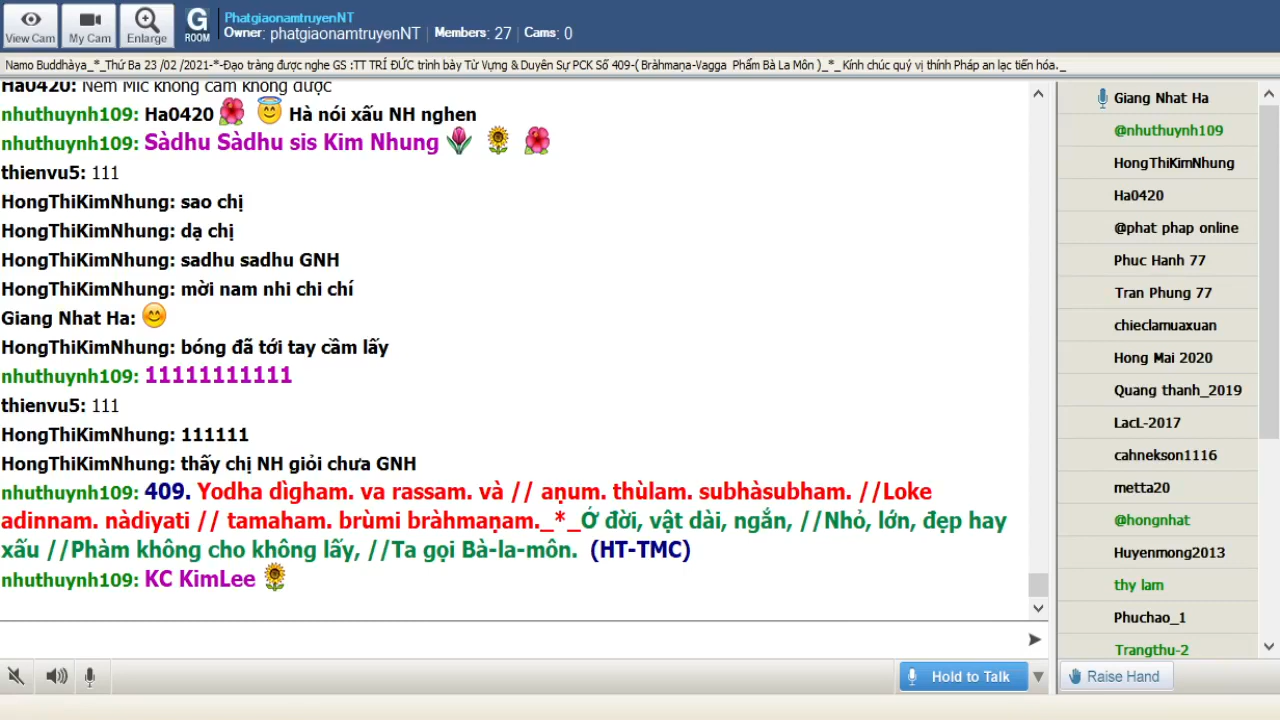 View Cam
My Cam
Enlarge
G
ROOM
PhatgiaonamtruyenNT
Owner: phatgiaonamtruyenNT | Members: 27 | Cams: 0
Namo Buddhàya_*_Thứ Ba 23 /02 /2021-*-Đạo tràng được nghe GS :TT TRÍ ĐỨC trình bày Từ Vựng & Duyên Sự PCK Số 409-( Bràhmaṇa-Vagga Phẩm Bà La Môn )_*_ Kính chúc quý vị thính Pháp an lạc tiến hóa._
Ha0420: Nem Mic không cam không được
nhuthuynh109: Ha0420 Hà nói xấu NH nghen
nhuthuynh109: Sàdhu Sàdhu sis Kim Nhung
thienvu5: 111
HongThiKimNhung: sao chị
HongThiKimNhung: dạ chị
HongThiKimNhung: sadhu sadhu GNH
HongThiKimNhung: mời nam nhi chi chí
Giang Nhat Ha:
HongThiKimNhung: bóng đã tới tay cầm lấy
nhuthuynh109: 11111111111
thienvu5: 111
HongThiKimNhung: 111111
HongThiKimNhung: thấy chị NH giỏi chưa GNH
nhuthuynh109: 409. Yodha dìgham. va rassam. và // aṇum. thùlam. subhàsubham. //Loke
adinnam. nàdiyati // tamaham. brùmi bràhmaṇam._*_Ở đời, vật dài, ngắn, //Nhỏ, lớn, đẹp hay
xấu //Phàm không cho không lấy, //Ta gọi Bà-la-môn. (HT-TMC)
nhuthuynh109: KC KimLee
Giang Nhat Ha
@nhuthuynh109
HongThiKimNhung
Ha0420
@phat phap online
Phuc Hanh 77
Tran Phung 77
chieclamuaxuan
Hong Mai 2020
Quang thanh_2019
LacL-2017
cahnekson1116
metta20
@hongnhat
Huyenmong2013
thy lam
Phuchao_1
Trangthu-2
Hold to Talk
Raise Hand